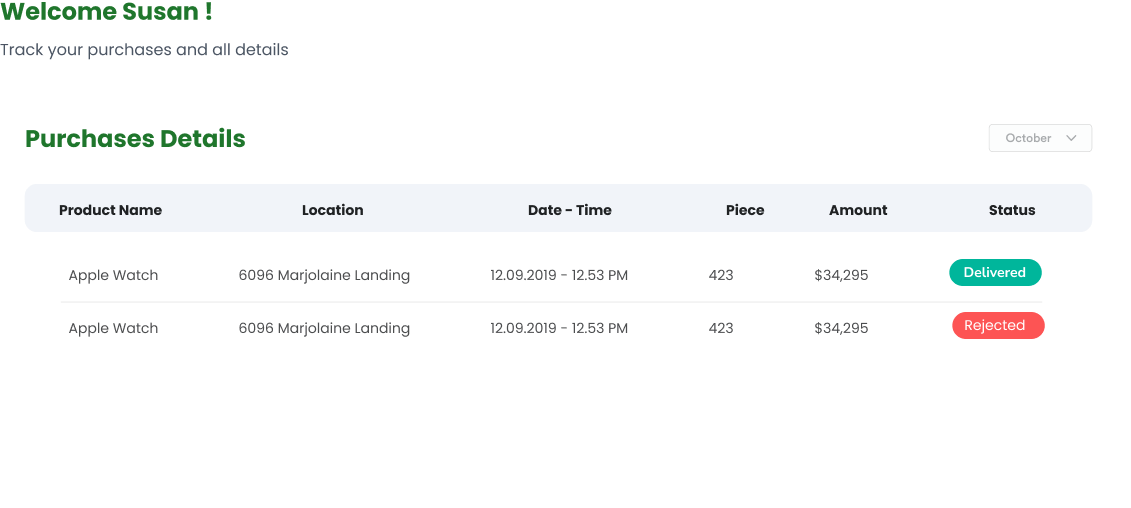 Welcome Susan !
Track your purchases and all details
Purchases Details
October
Product Name Location Date - Time Piece Amount Status
Apple Watch 6096 Marjolaine Landing 12.09.2019 - 12.53 PM 423 $34,295 Delivered
Apple Watch 6096 Marjolaine Landing 12.09.2019 - 12.53 PM 423 $34,295 Rejected